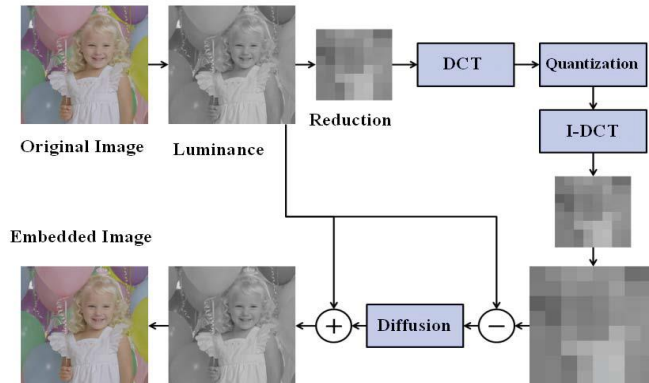 DCT
Quantization
Reduction
Original Image
Luminance
I-DCT
Embedded Image
+
Diffusion
−